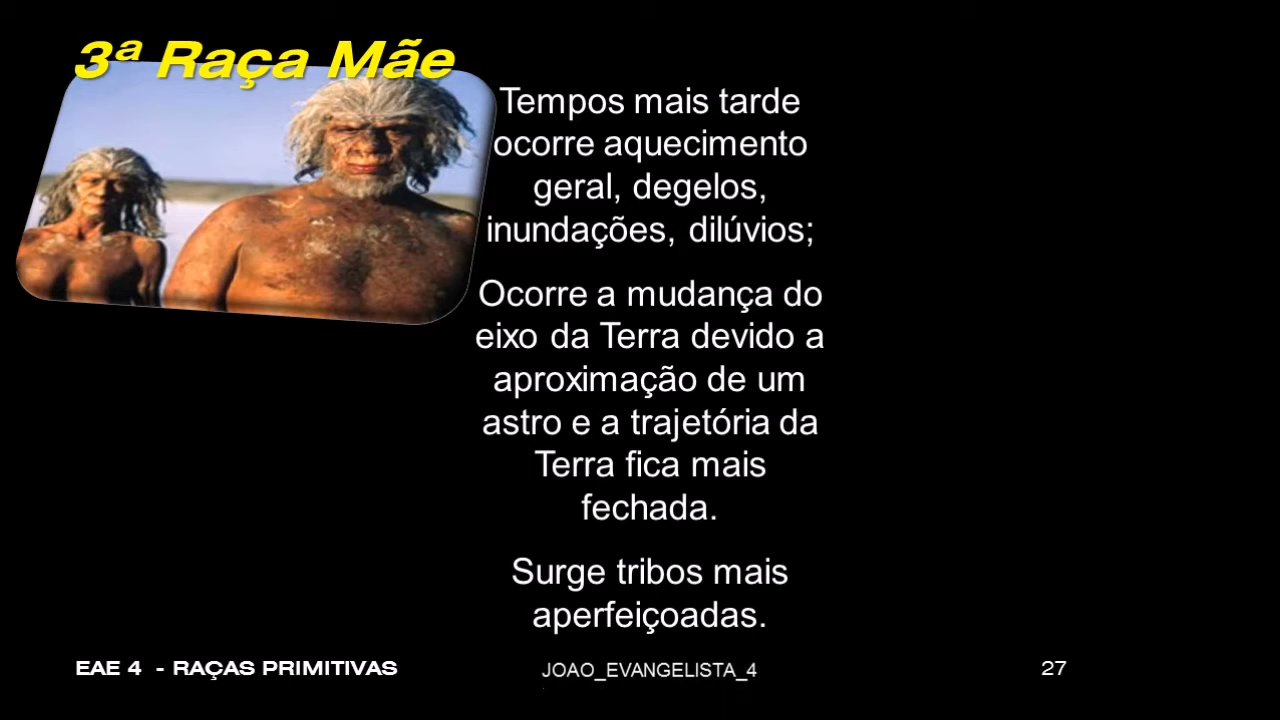 3ª Raça Mãe
Tempos mais tarde
ocorre aquecimento
geral, degelos,
inundações, dilúvios;
Ocorre a mudança do
eixo da Terra devido a
aproximação de um
astro e a trajetória da
Terra fica mais
fechada.
Surge tribos mais
aperfeiçoadas.
EAE 4 - RAÇAS PRIMITIVAS
JOAO_EVANGELISTA_4
27